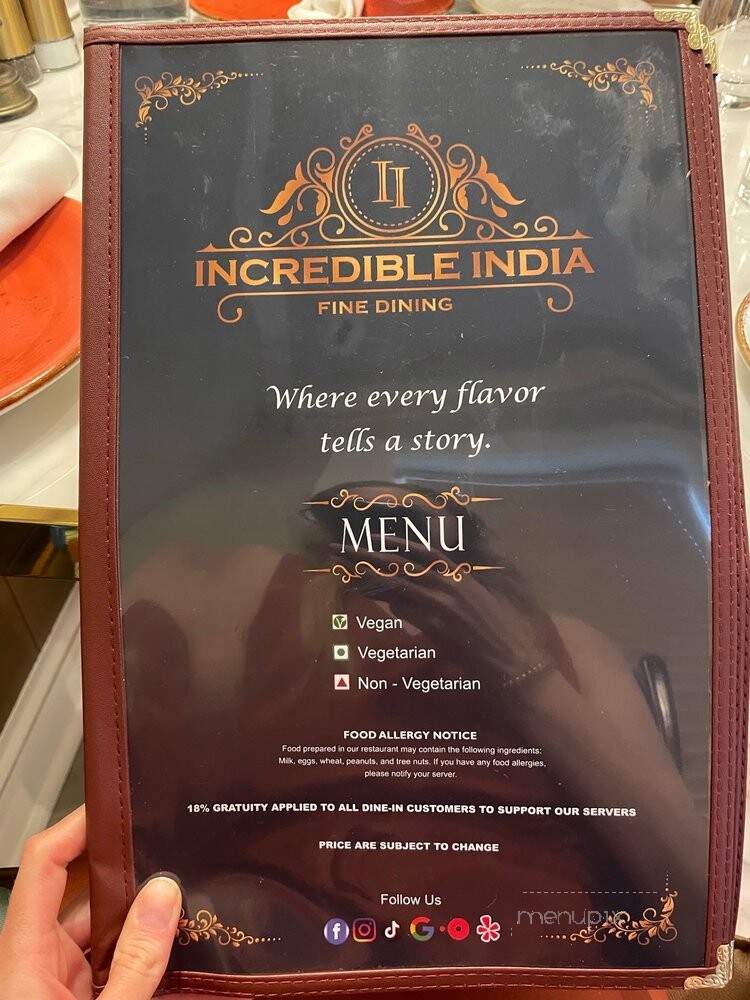 II
INCREDIBLE INDIA
FINE DINING
Where every flavor
tells a story.
MENU
Vegan
Vegetarian
Non - Vegetarian
FOOD ALLERGY NOTICE
Food prepared in our restaurant may contain the following ingredients:
Milk, eggs, wheat, peanuts, and tree nuts. If you have any food allergies,
please notify your server.
18% GRATUITY APPLIED TO ALL DINE-IN CUSTOMERS TO SUPPORT OUR SERVERS
PRICE ARE SUBJECT TO CHANGE
Follow Us
menupix